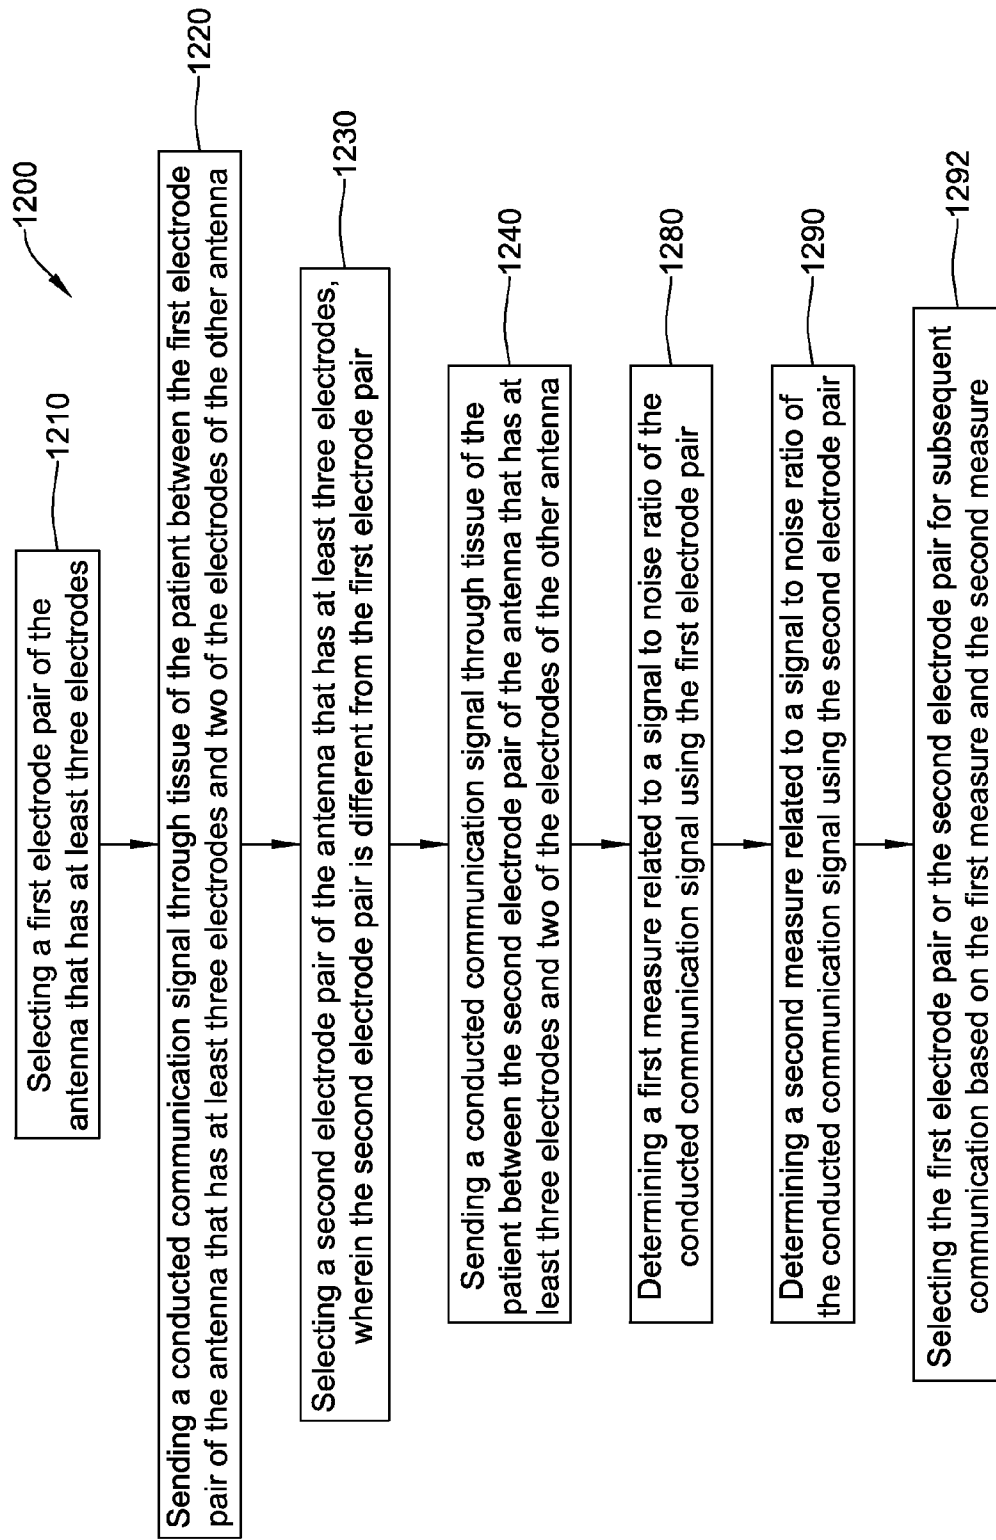 1200
Selecting a first electrode pair of the
antenna that has at least three electrodes
1210
Sending a conducted communication signal through tissue of the patient between the first electrode
pair of the antenna that has at least three electrodes and two of the electrodes of the other antenna
1220
Selecting a second electrode pair of the antenna that has at least three electrodes,
wherein the second electrode pair is different from the first electrode pair
1230
Sending a conducted communication signal through tissue of the
patient between the second electrode pair of the antenna that has at
least three electrodes and two of the electrodes of the other antenna
1240
Determining a first measure related to a signal to noise ratio of the
conducted communication signal using the first electrode pair
1280
Determining a second measure related to a signal to noise ratio of
the conducted communication signal using the second electrode pair
1290
Selecting the first electrode pair or the second electrode pair for subsequent
communication based on the first measure and the second measure
1292